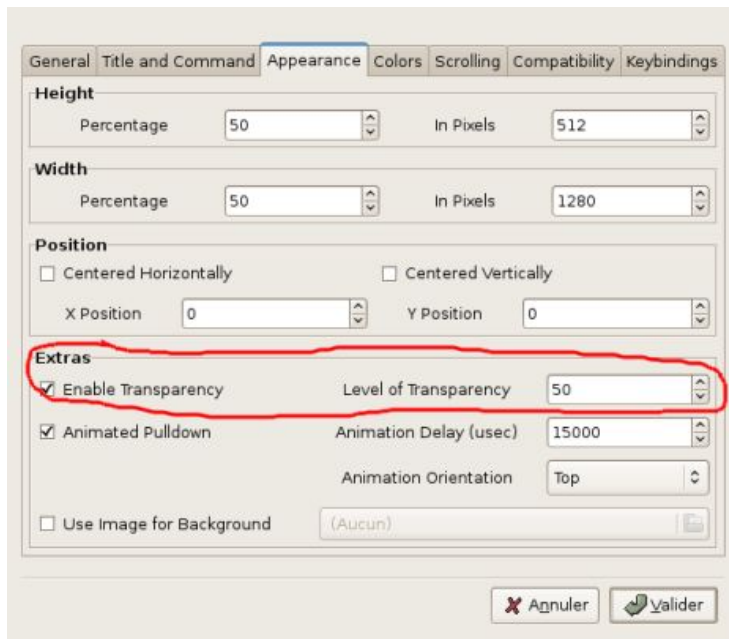 General Title and Command Appearance Colors Scrolling Compatibility Keybindings
Height
Percentage 50 In Pixels 512
Width
Percentage 50 In Pixels 1280
Position
Centered Horizontally Centered Vertically
X Position 0 Y Position 0
Extras
Enable Transparency Level of Transparency 50
Animated Pulldown Animation Delay (usec) 15000
Animation Orientation Top
Use Image for Background (Aucun)
Annuler Valider